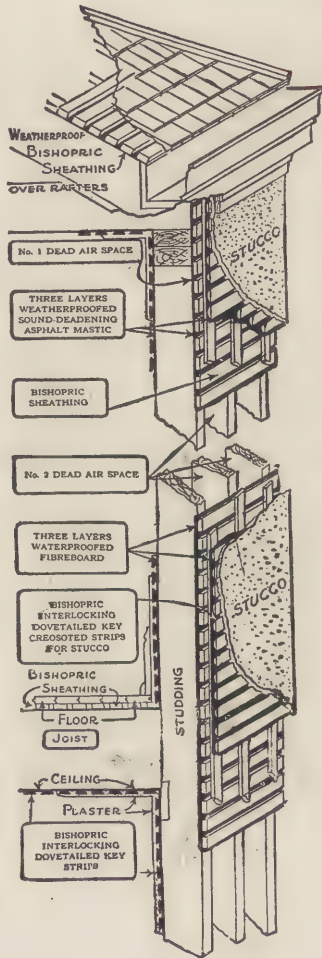 WEATHERPROOF
BISHOPRIC
SHEATHING
OVER RAFTERS
No. 1 DEAD AIR SPACE
STUCCO
THREE LAYERS
WEATHERPROOFED
SOUND-DEADENING
ASPHALT MASTIC
BISHOPRIC
SHEATHING
No. 2 DEAD AIR SPACE
THREE LAYERS
WATERPROOFED
FIBREBOARD
STUCCO
BISHOPRIC
INTERLOCKING
DOVETAILED KEY
CREOSOTED STRIPS
FOR STUCCO
BISHOPRIC
SHEATHING
FLOOR
JOIST
STUDDING
CEILING
PLASTER
BISHOPRIC
INTERLOCKING
DOVETAILED KEY
STRIPS